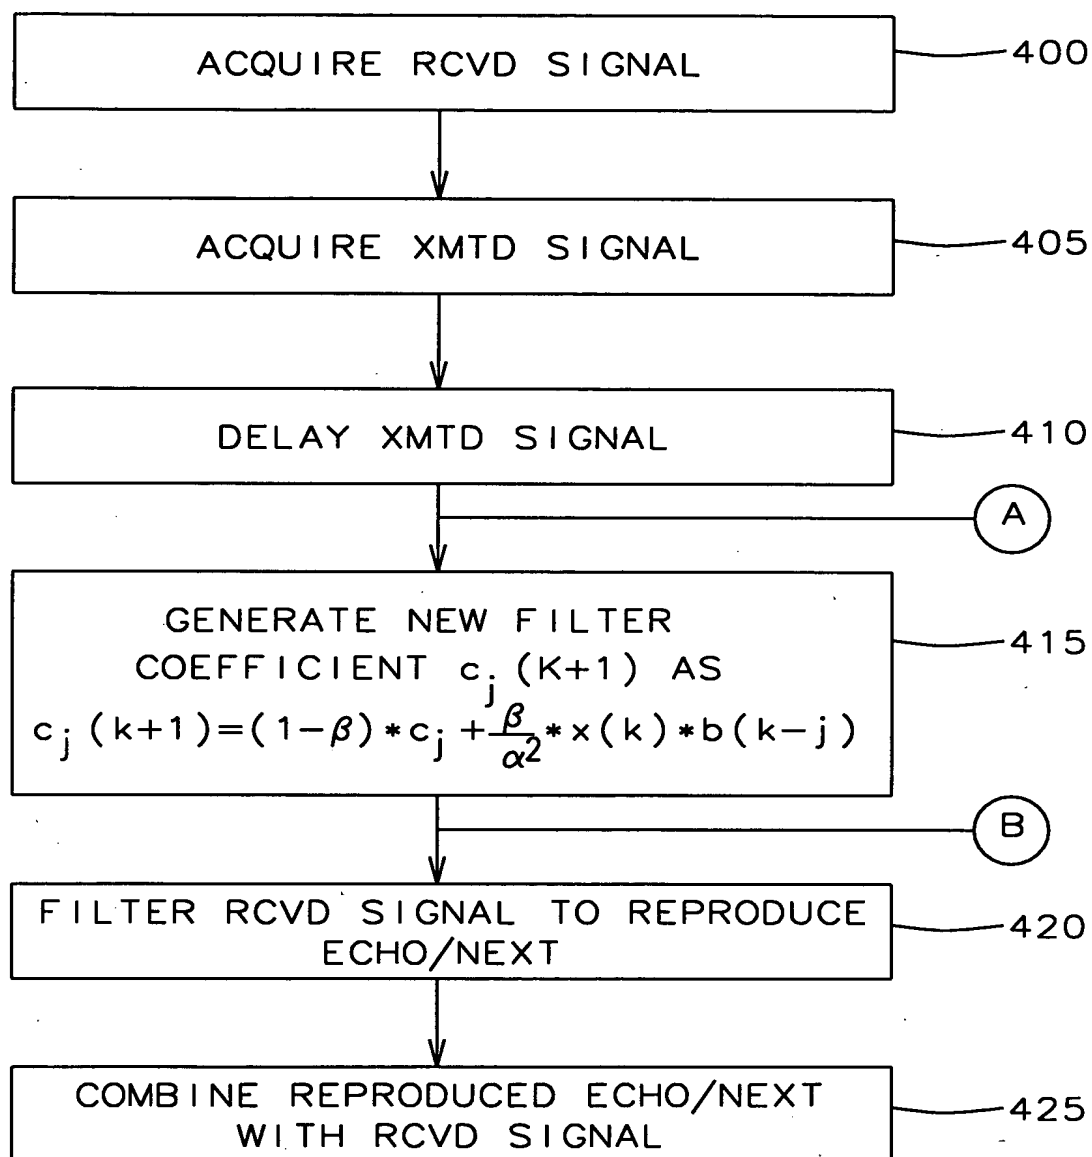 ACQUIRE RCVD SIGNAL
400
ACQUIRE XMTD SIGNAL
405
DELAY XMTD SIGNAL
410
A
GENERATE NEW FILTER
COEFFICIENT c_j (K+1) AS
c_j (k+1)=(1-β)*c_j+β/α²*x(k)*b(k-j)
415
B
FILTER RCVD SIGNAL TO REPRODUCE
ECHO/NEXT
420
COMBINE REPRODUCED ECHO/NEXT
WITH RCVD SIGNAL
425